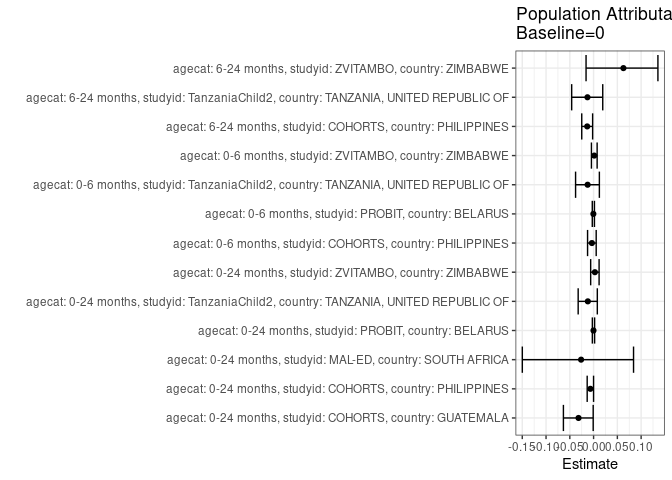 Population Attributa
Baseline=0
agecat: 6-24 months, studyid: ZVITAMBO, country: ZIMBABWE
agecat: 6-24 months, studyid: TanzaniaChild2, country: TANZANIA, UNITED REPUBLIC OF
agecat: 6-24 months, studyid: COHORTS, country: PHILIPPINES
agecat: 0-6 months, studyid: ZVITAMBO, country: ZIMBABWE
agecat: 0-6 months, studyid: TanzaniaChild2, country: TANZANIA, UNITED REPUBLIC OF
agecat: 0-6 months, studyid: PROBIT, country: BELARUS
agecat: 0-6 months, studyid: COHORTS, country: PHILIPPINES
agecat: 0-24 months, studyid: ZVITAMBO, country: ZIMBABWE
agecat: 0-24 months, studyid: TanzaniaChild2, country: TANZANIA, UNITED REPUBLIC OF
agecat: 0-24 months, studyid: PROBIT, country: BELARUS
agecat: 0-24 months, studyid: MAL-ED, country: SOUTH AFRICA
agecat: 0-24 months, studyid: COHORTS, country: PHILIPPINES
agecat: 0-24 months, studyid: COHORTS, country: GUATEMALA
-0.15 -0.10 -0.05 0.00 0.05 0.10
Estimate